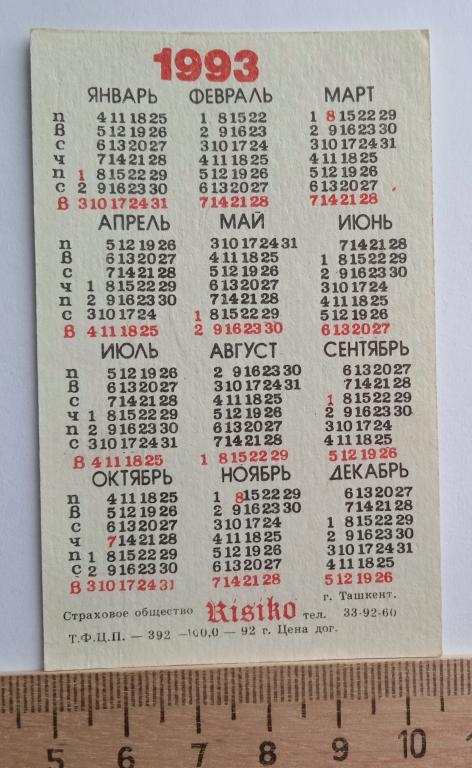 1993
ЯНВАРЬ ФЕВРАЛЬ МАРТ
П 4 11 18 25 1 8 15 22 1 8 15 22 29
В 5 12 19 26 2 9 16 23 2 9 16 23 30
С 6 13 20 27 3 10 17 24 3 10 17 24 31
Ч 7 14 21 28 4 11 18 25 4 11 18 25
П 1 8 15 22 29 5 12 19 26 5 12 19 26
С 2 9 16 23 30 6 13 20 27 6 13 20 27
В 3 10 17 24 31 7 14 21 28 7 14 21 28
АПРЕЛЬ МАЙ ИЮНЬ
П 5 12 19 26 3 10 17 24 31 7 14 21 28
В 6 13 20 27 4 11 18 25 1 8 15 22 29
С 7 14 21 28 5 12 19 26 2 9 16 23 30
Ч 1 8 15 22 29 6 13 20 27 3 10 17 24
П 2 9 16 23 30 7 14 21 28 4 11 18 25
С 3 10 17 24 1 8 15 22 29 5 12 19 26
В 4 11 18 25 2 9 16 23 30 6 13 20 27
ИЮЛЬ АВГУСТ СЕНТЯБРЬ
П 5 12 19 26 2 9 16 23 30 6 13 20 27
В 6 13 20 27 3 10 17 24 31 7 14 21 28
С 7 14 21 28 4 11 18 25 1 8 15 22 29
Ч 1 8 15 22 29 5 12 19 26 2 9 16 23 30
П 2 9 16 23 30 6 13 20 27 3 10 17 24
С 3 10 17 24 31 7 14 21 28 4 11 18 25
В 4 11 18 25 1 8 15 22 29 5 12 19 26
ОКТЯБРЬ НОЯБРЬ ДЕКАБРЬ
П 4 11 18 25 1 8 15 22 29 6 13 20 27
В 5 12 19 26 2 9 16 23 30 7 14 21 28
С 6 13 20 27 3 10 17 24 1 8 15 22 29
Ч 7 14 21 28 4 11 18 25 2 9 16 23 30
П 1 8 15 22 29 5 12 19 26 3 10 17 24 31
С 2 9 16 23 30 6 13 20 27 4 11 18 25
В 3 10 17 24 31 7 14 21 28 5 12 19 26
г. Ташкент.
Страховое общество Risiko тел. 33-92-60
Т.Ф.Ц.П. — 392 —100,0 — 92 г. Цена дог.
5 6 7 8 9 10